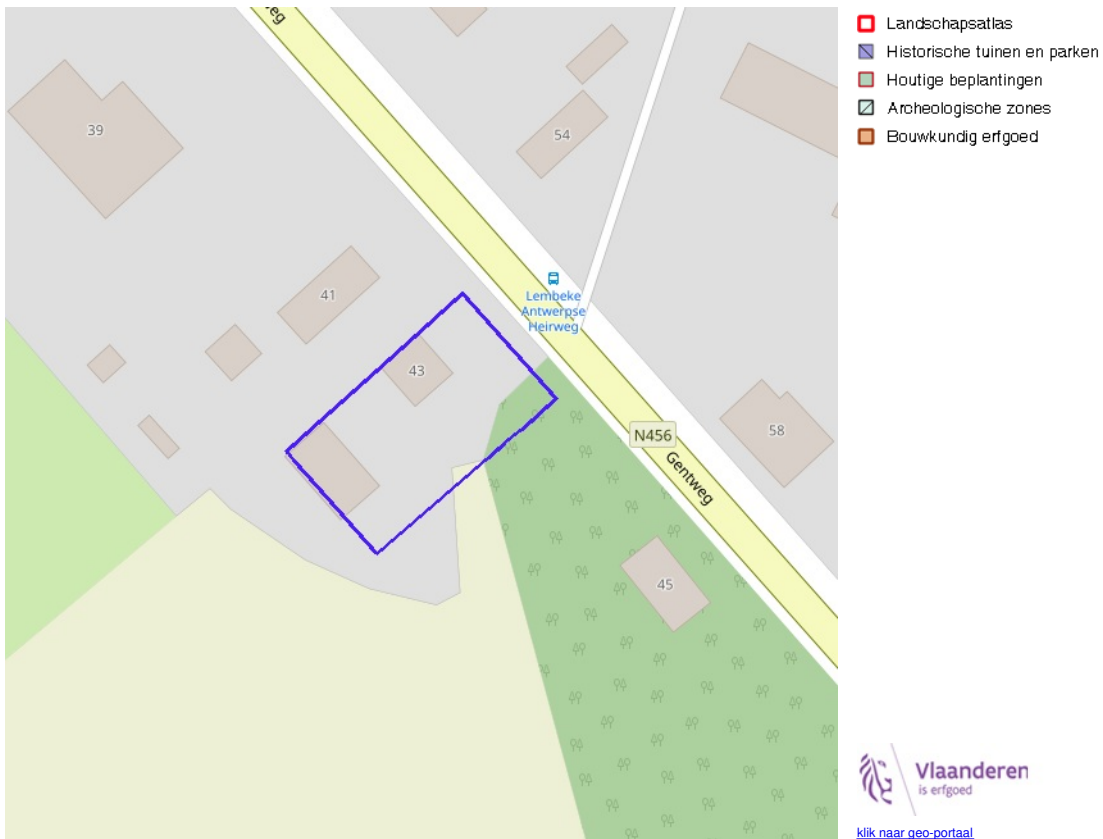 eg
39
54
41
Lembeke
Antwerpse
Heirweg
43
N456
58
Gentweg
45
Landschapsatlas
Historische tuinen en parken
Houtige beplantingen
Archeologische zones
Bouwkundig erfgoed
Vlaanderen
is erfgoed
klik naar geo-portaal